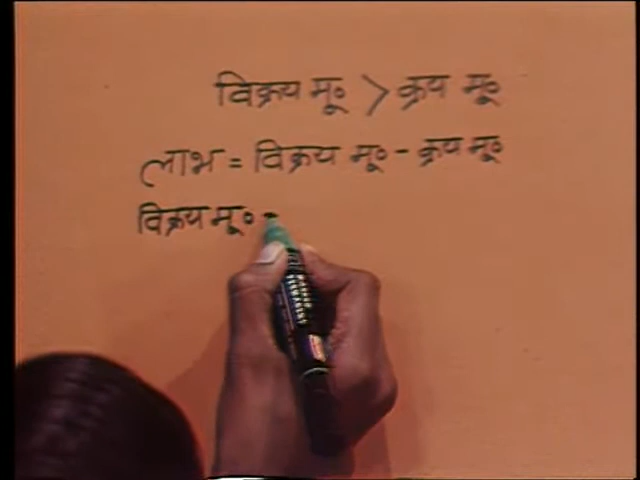 विक्रय मू० > क्रय मू०
लाभ = विक्रय मू० - क्रय मू०
विक्रय मू० -